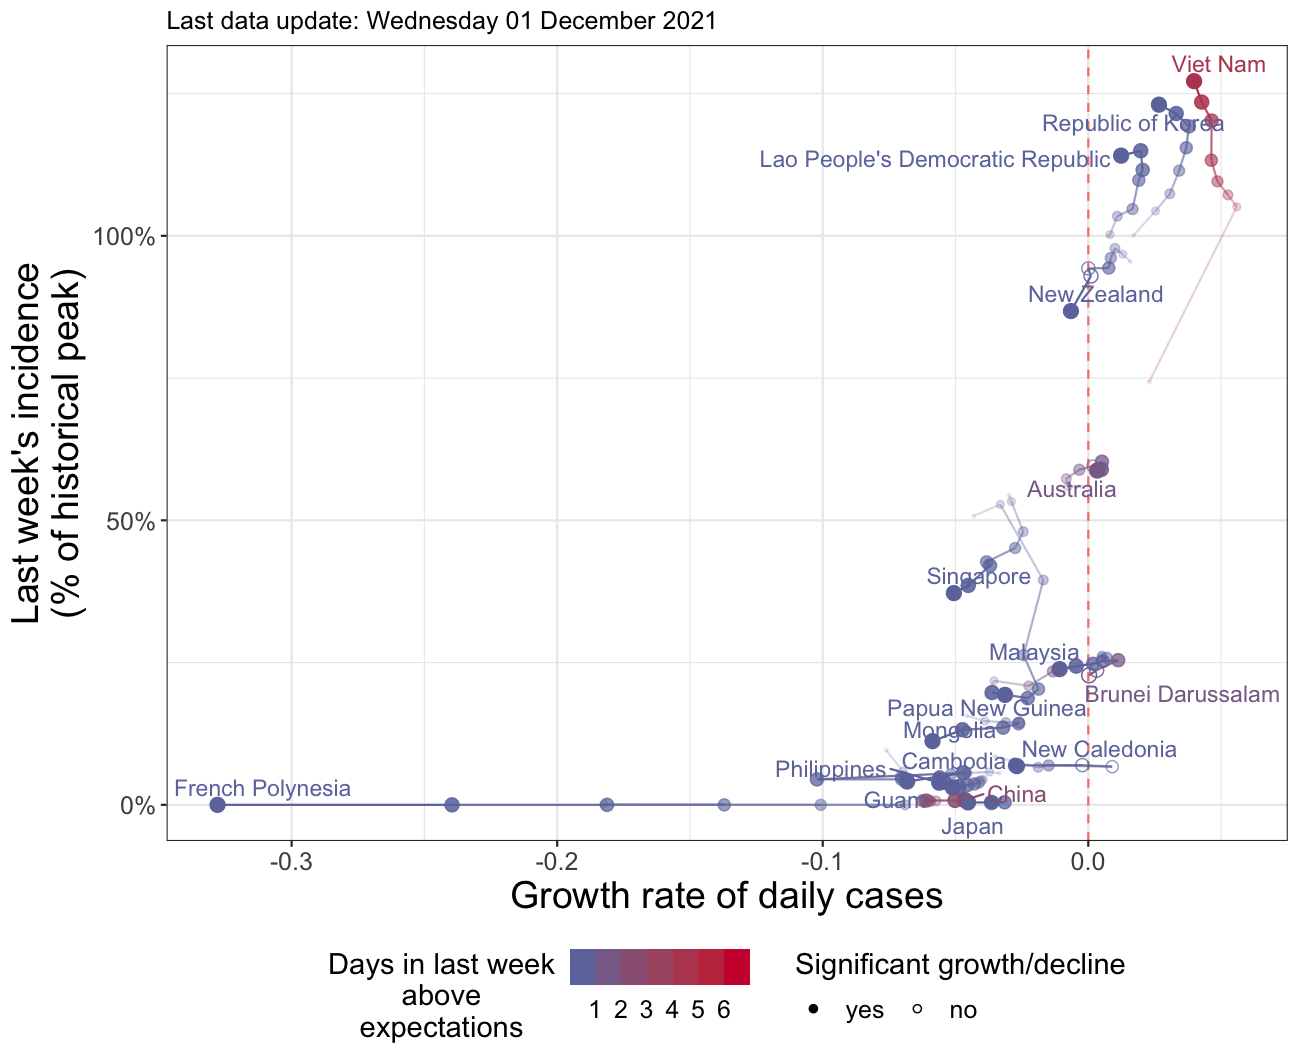 Last data update: Wednesday 01 December 2021
Last week's incidence
(% of historical peak)
100%
50%
0%
Viet Nam
Republic of Korea
Lao People's Democratic Republic
New Zealand
Australia
Singapore
Malaysia
Brunei Darussalam
Papua New Guinea
Mongolia
New Caledonia
Cambodia
Philippines
French Polynesia
Guam
China
Japan
-0.3
-0.2
-0.1
0.0
Growth rate of daily cases
Days in last week
above
expectations
1 2 3 4 5 6
Significant growth/decline
yes
no